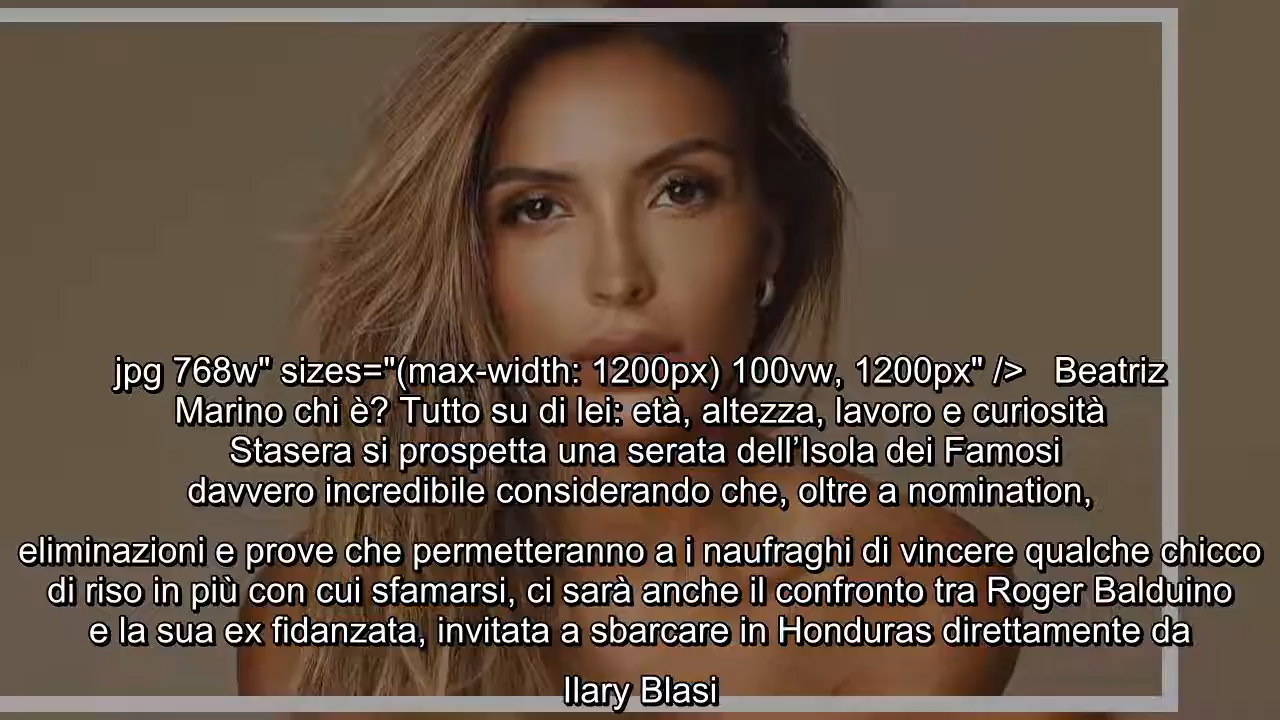 jpg 768w" sizes="(max-width: 1200px) 100vw, 1200px" /> Beatriz
Marino chi è? Tutto su di lei: età, altezza, lavoro e curiosità
Stasera si prospetta una serata dell’Isola dei Famosi
davvero incredibile considerando che, oltre a nomination,
eliminazioni e prove che permetteranno a i naufraghi di vincere qualche chicco
di riso in più con cui sfamarsi, ci sarà anche il confronto tra Roger Balduino
e la sua ex fidanzata, invitata a sbarcare in Honduras direttamente da
Ilary Blasi